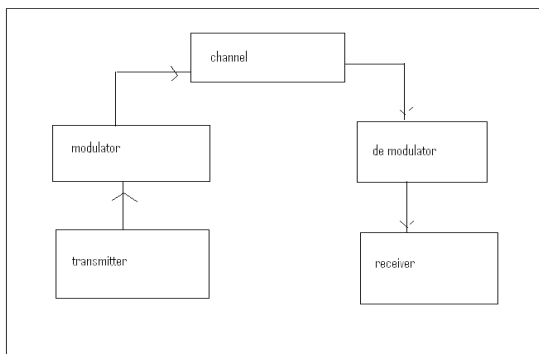 channel
modulator
de modulator
transmitter
receiver